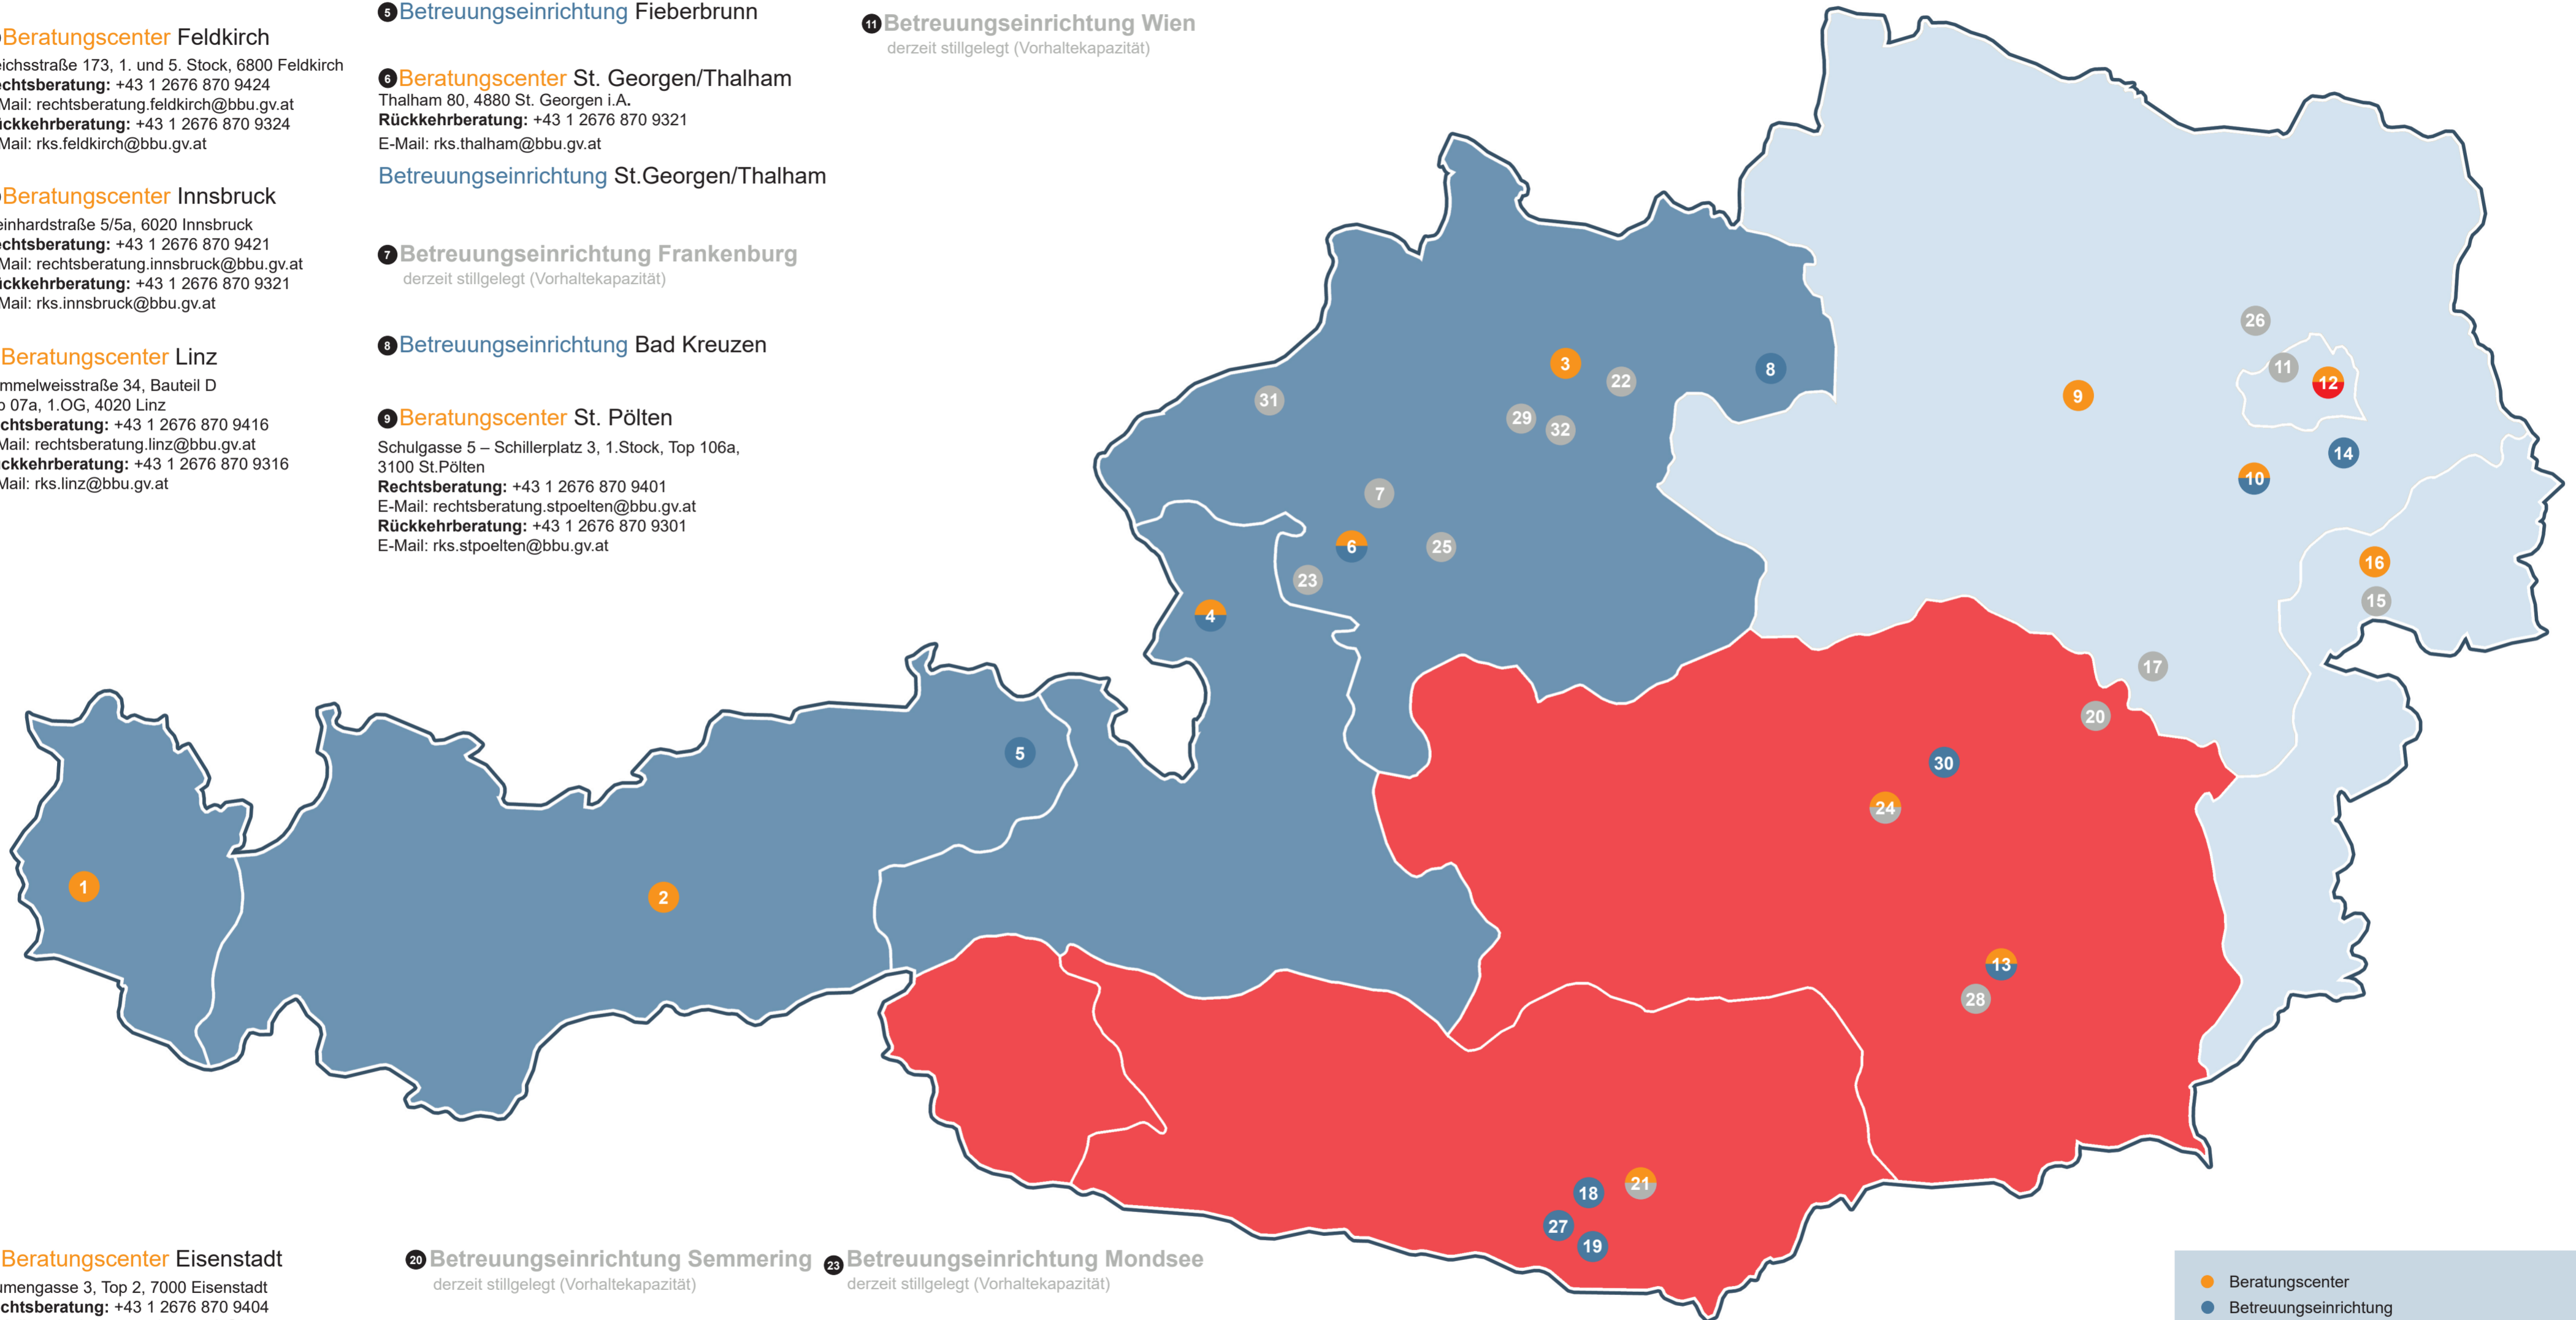 Beratungscenter Feldkirch
eichsstraße 173, 1. und 5. Stock, 6800 Feldkirch
echtsberatung: +43 1 2676 870 9424
Mail: rechtsberatung.feldkirch@bbu.gv.at
ückkehrberatung: +43 1 2676 870 9324
Mail: rks.feldkirch@bbu.gv.at
Beratungscenter Innsbruck
einhardstraße 5/5a, 6020 Innsbruck
echtsberatung: +43 1 2676 870 9421
Mail: rechtsberatung.innsbruck@bbu.gv.at
ückkehrberatung: +43 1 2676 870 9321
Mail: rks.innsbruck@bbu.gv.at
Beratungscenter Linz
mmelweisstraße 34, Bauteil D
p 07a, 1.OG, 4020 Linz
chtsberatung: +43 1 2676 870 9416
Mail: rechtsberatung.linz@bbu.gv.at
ckkehrberatung: +43 1 2676 870 9316
Mail: rks.linz@bbu.gv.at
5 Betreuungseinrichtung Fieberbrunn
6 Beratungscenter St. Georgen/Thalham
Thalham 80, 4880 St. Georgen i.A.
Rückkehrberatung: +43 1 2676 870 9321
E-Mail: rks.thalham@bbu.gv.at
Betreuungseinrichtung St.Georgen/Thalham
7 Betreuungseinrichtung Frankenburg
derzeit stillgelegt (Vorhaltekapazität)
8 Betreuungseinrichtung Bad Kreuzen
9 Beratungscenter St. Pölten
Schulgasse 5 – Schillerplatz 3, 1.Stock, Top 106a,
3100 St.Pölten
Rechtsberatung: +43 1 2676 870 9401
E-Mail: rechtsberatung.stpoelten@bbu.gv.at
Rückkehrberatung: +43 1 2676 870 9301
E-Mail: rks.stpoelten@bbu.gv.at
11 Betreuungseinrichtung Wien
derzeit stillgelegt (Vorhaltekapazität)
26
3
11
8
22
12
9
31
29
32
14
10
7
6
25
16
23
15
4
17
20
5
30
24
1
2
13
28
21
18
27
19
Beratungscenter Eisenstadt
umengasse 3, Top 2, 7000 Eisenstadt
chtsberatung: +43 1 2676 870 9404
20 Betreuungseinrichtung Semmering
derzeit stillgelegt (Vorhaltekapazität)
23 Betreuungseinrichtung Mondsee
derzeit stillgelegt (Vorhaltekapazität)
Beratungscenter
Betreuungseinrichtung